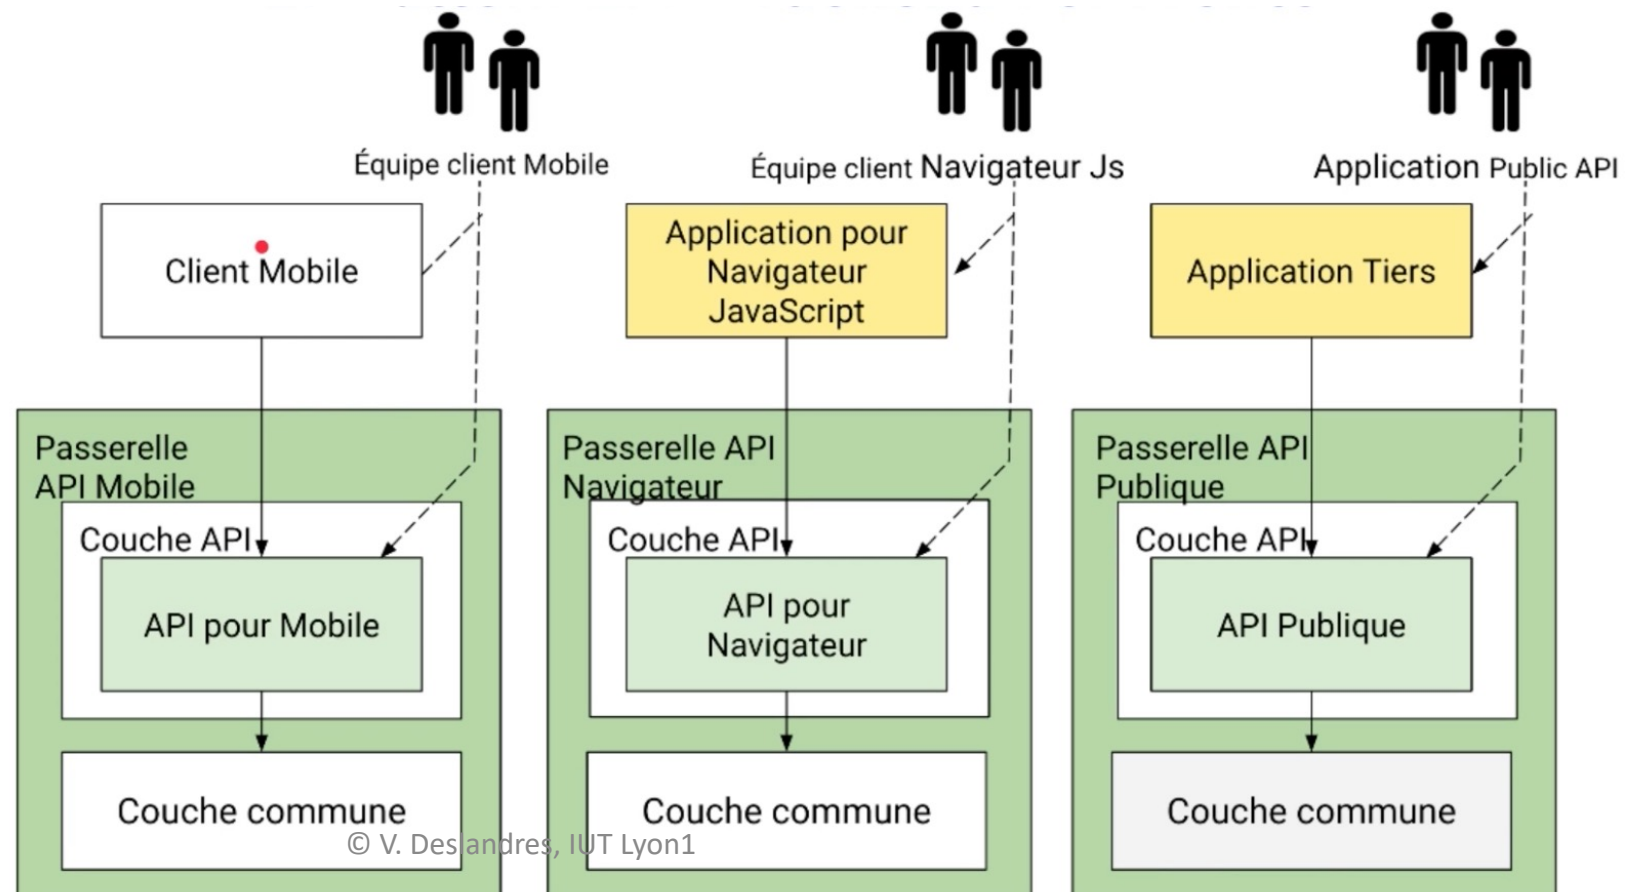 Équipe client Mobile
Équipe client Navigateur Js
Application Public API
Client Mobile
Application pour
Navigateur
JavaScript
Application Tiers
Passerelle
API Mobile
Couche API
API pour Mobile
Couche commune
Passerelle API
Navigateur
Couche API
API pour
Navigateur
Couche commune
Passerelle API
Publique
Couche API
API Publique
Couche commune
© V. Deslandres, IUT Lyon1